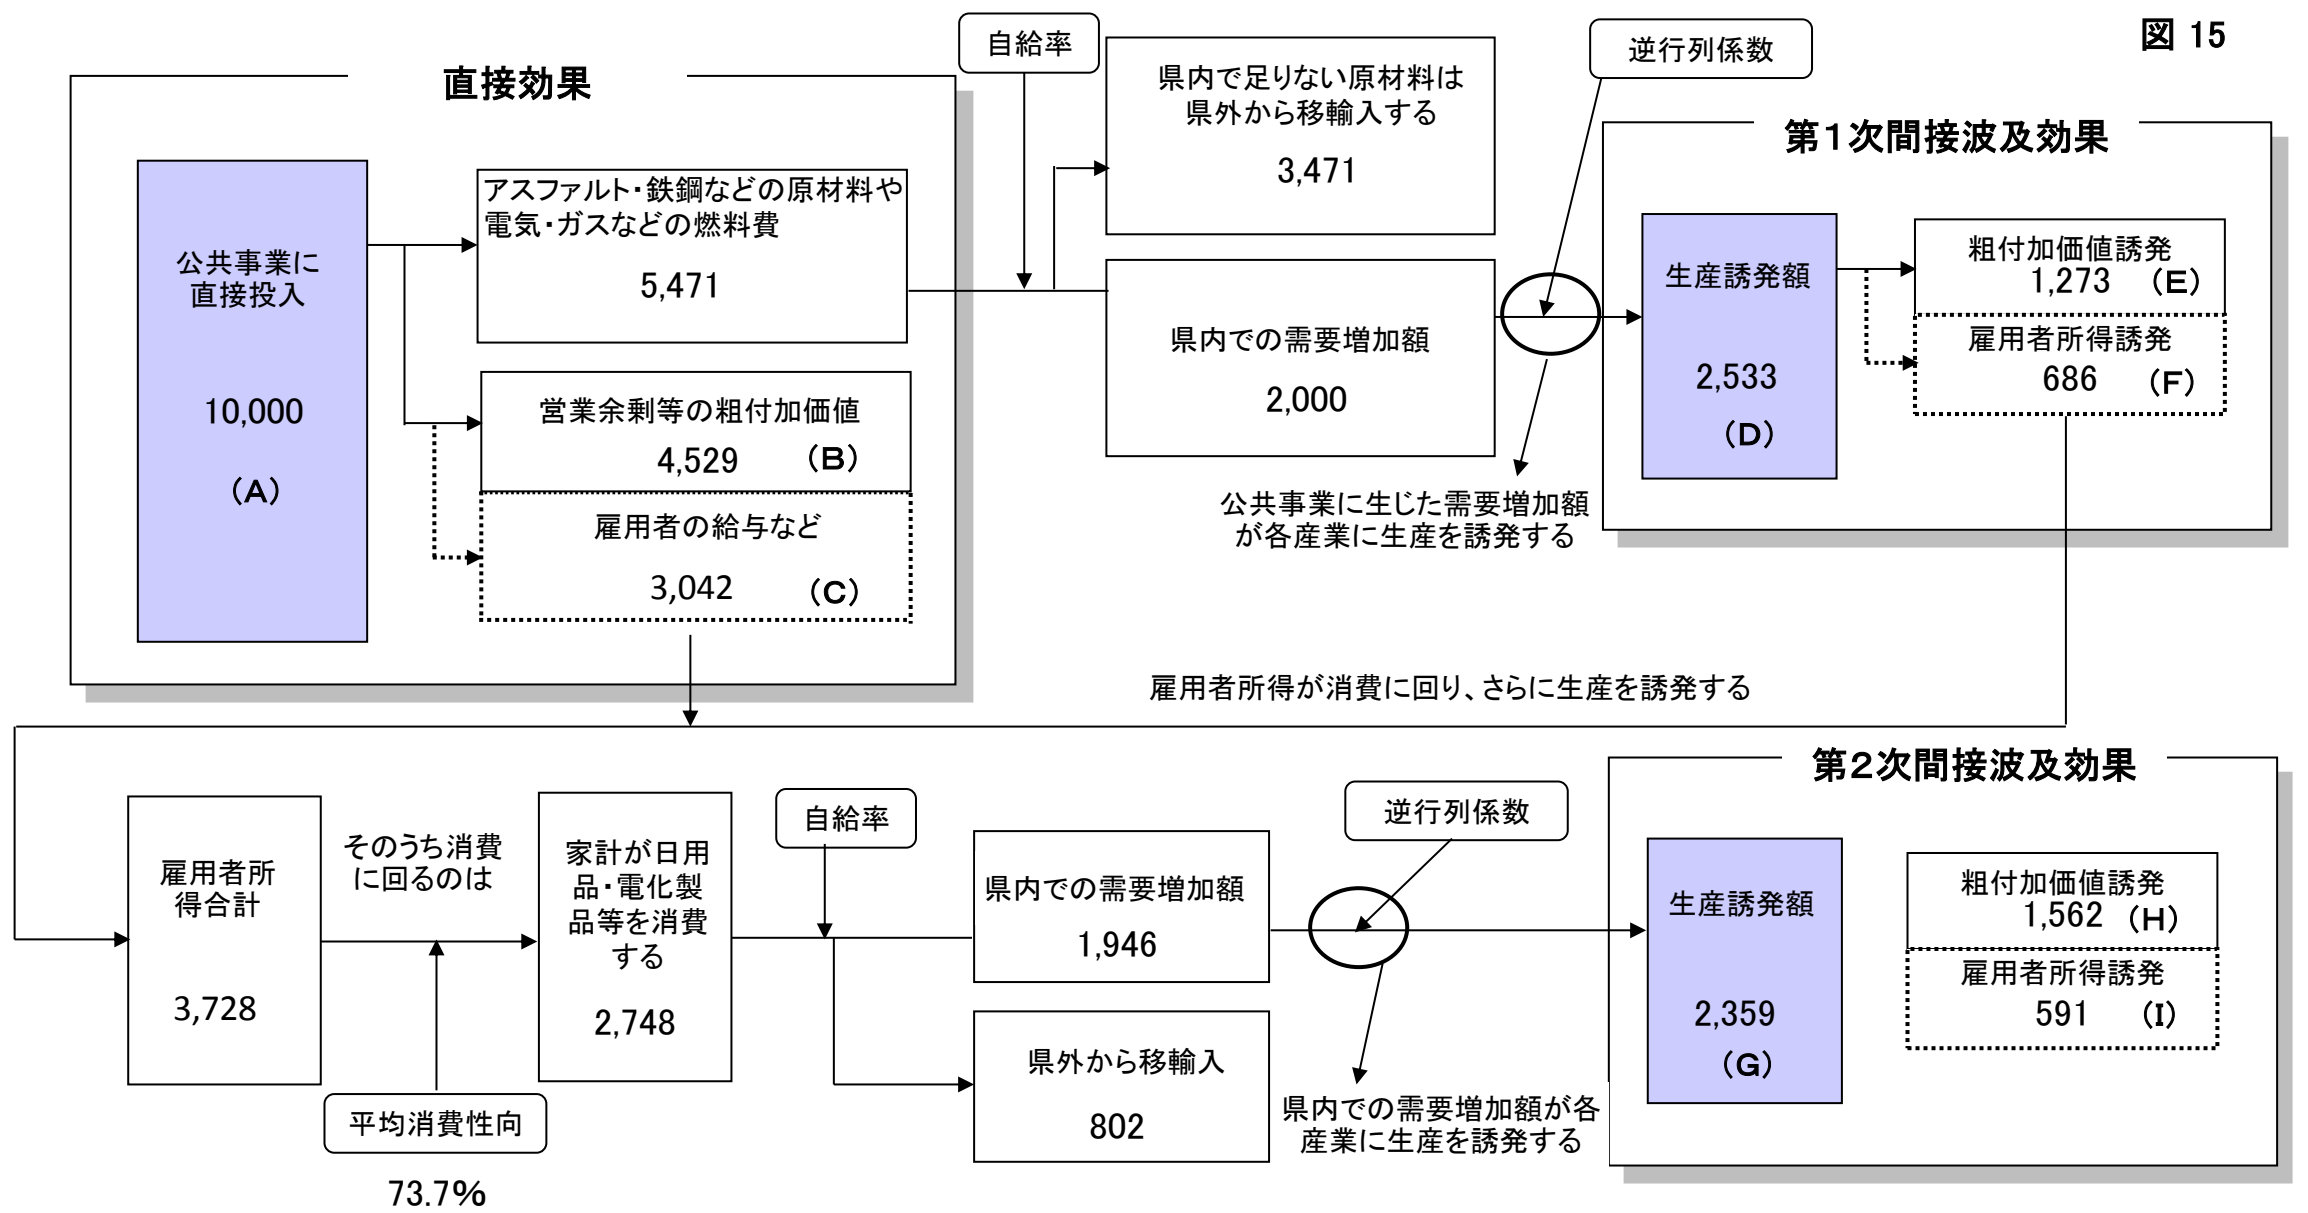 図 15
直接効果
公共事業に
直接投入
10,000
（A）
アスファルト・鉄鋼などの原材料や
電気・ガスなどの燃料費
5,471
営業余剰等の粗付加価値
4,529 （B）
雇用者の給与など
3,042 （C）
自給率
県内で足りない原材料は
県外から移輸入する
3,471
県内での需要増加額
2,000
逆行列係数
公共事業に生じた需要増加額
が各産業に生産を誘発する
第１次間接波及効果
生産誘発額
2,533
（D）
粗付加価値誘発
1,273 （E）
雇用者所得誘発
686 （F）
雇用者所得が消費に回り、さらに生産を誘発する
雇用者所
得合計
3,728
そのうち消費
に回るのは
平均消費性向
73.7%
家計が日用
品・電化製
品等を消費
する
2,748
自給率
県内での需要増加額
1,946
県外から移輸入
802
逆行列係数
県内での需要増加額が各
産業に生産を誘発する
第２次間接波及効果
生産誘発額
2,359
（G）
粗付加価値誘発
1,562 （H）
雇用者所得誘発
591 （I）